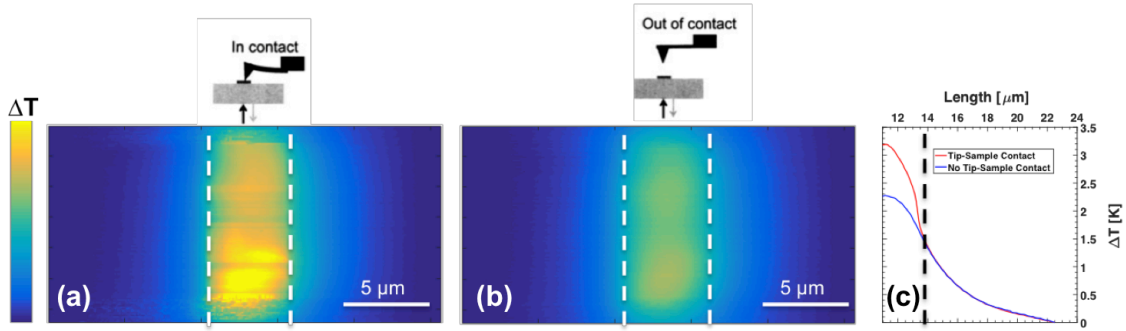 In contact
Out of contact
ΔT
(a)
5 µm
(b)
5 µm
(c)
Length [μm]
12 14 16 18 20 22 24
Tip-Sample Contact
No Tip-Sample Contact
3.5
3
2.5
2
1.5
1
0.5
0
ΔT [K]